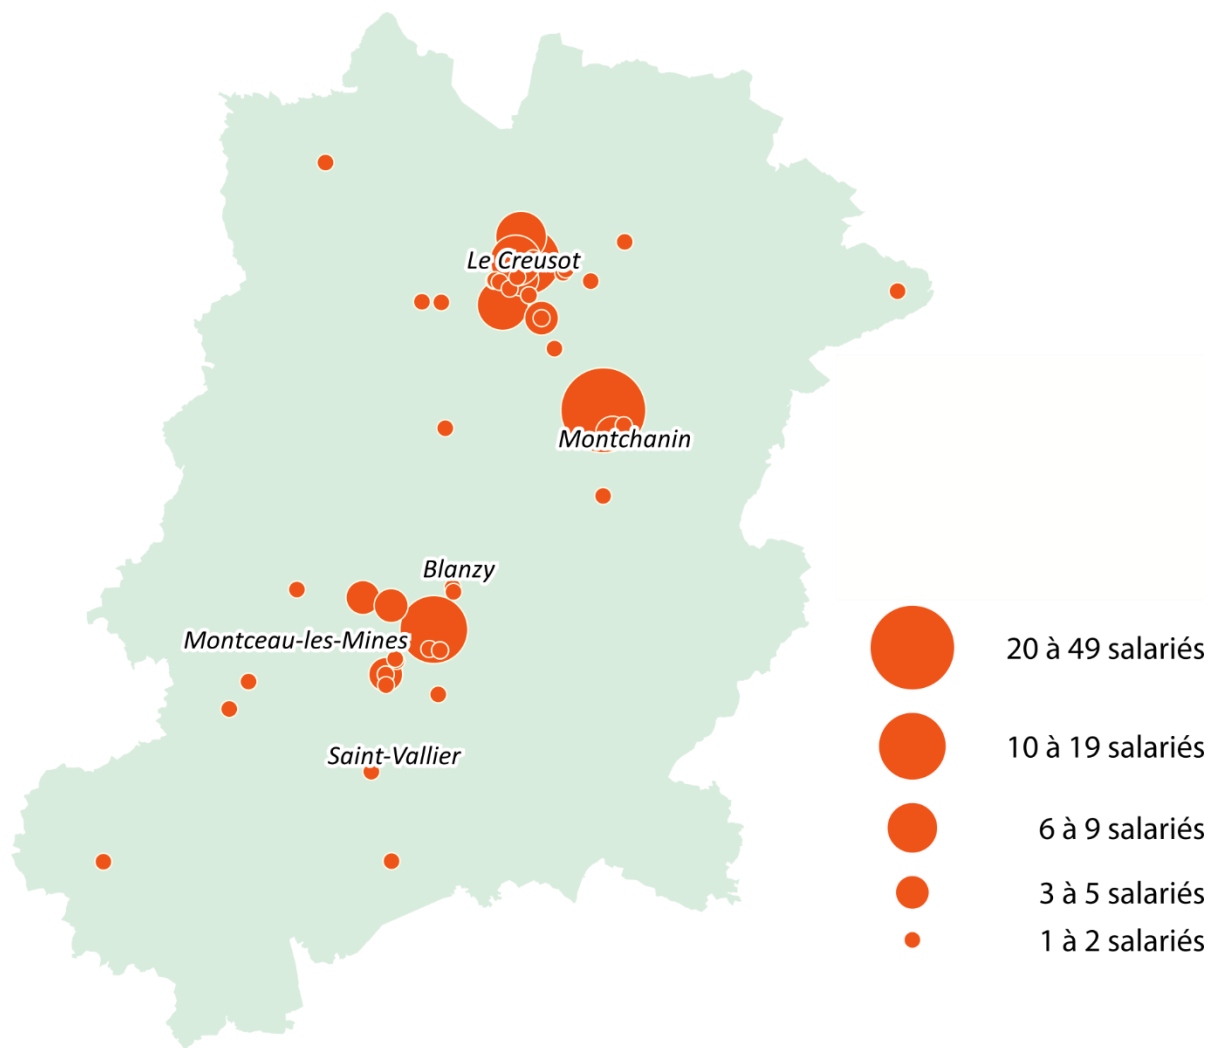 Le Creusot
Montchanin
Blanzy
Montceau-les-Mines
Saint-Vallier
20 à 49 salariés
10 à 19 salariés
6 à 9 salariés
3 à 5 salariés
1 à 2 salariés